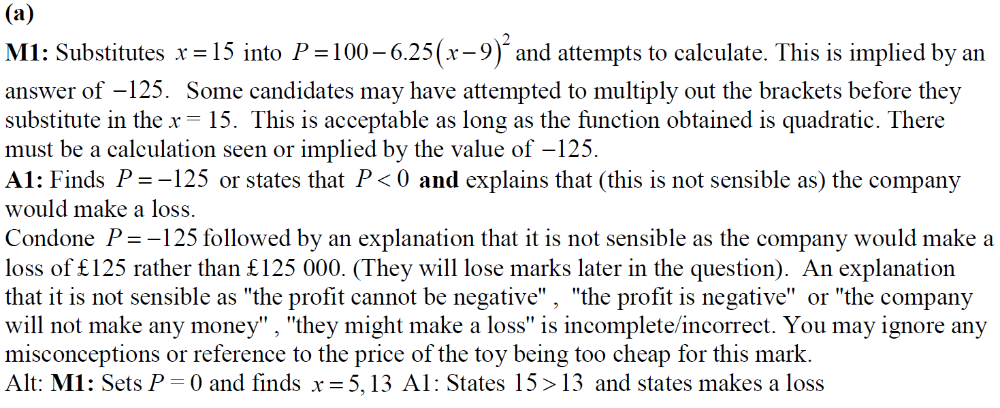 (a)
M1: Substitutes x = 15 into P = 100 − 6.25(x − 9)² and attempts to calculate. This is implied by an
answer of −125. Some candidates may have attempted to multiply out the brackets before they
substitute in the x = 15. This is acceptable as long as the function obtained is quadratic. There
must be a calculation seen or implied by the value of −125.
A1: Finds P = −125 or states that P < 0 and explains that (this is not sensible as) the company
would make a loss.
Condone P = −125 followed by an explanation that it is not sensible as the company would make a
loss of £125 rather than £125 000. (They will lose marks later in the question). An explanation
that it is not sensible as "the profit cannot be negative" , "the profit is negative" or "the company
will not make any money" , "they might make a loss" is incomplete/incorrect. You may ignore any
misconceptions or reference to the price of the toy being too cheap for this mark.
Alt: M1: Sets P = 0 and finds x = 5, 13 A1: States 15 > 13 and states makes a loss